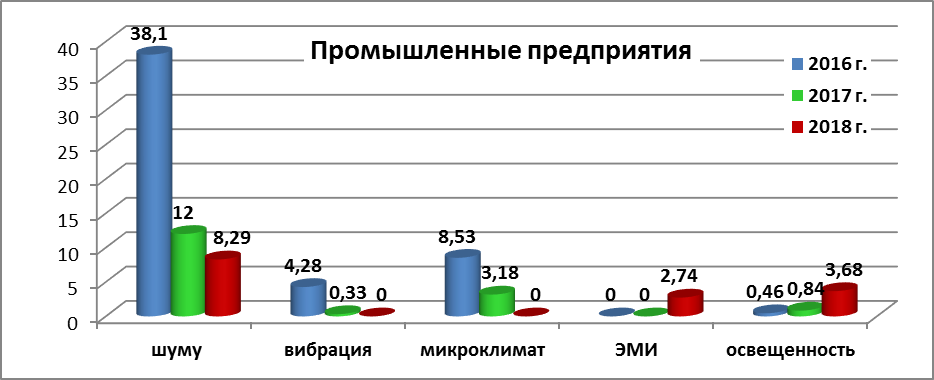 Промышленные предприятия
2016 г.
2017 г.
2018 г.
40
35
30
25
20
15
10
5
0
38,1
12
8,29
4,28
0,33
0
8,53
3,18
0
0
0
2,74
0,46
0,84
3,68
шуму
вибрация
микроклимат
ЭМИ
освещенность